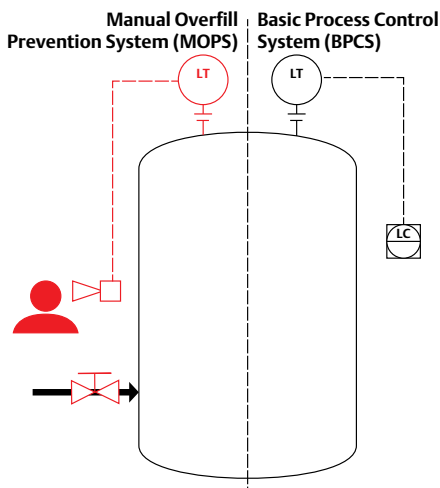 Manual Overfill
Prevention System (MOPS)
Basic Process Control
System (BPCS)
LT
LT
LC